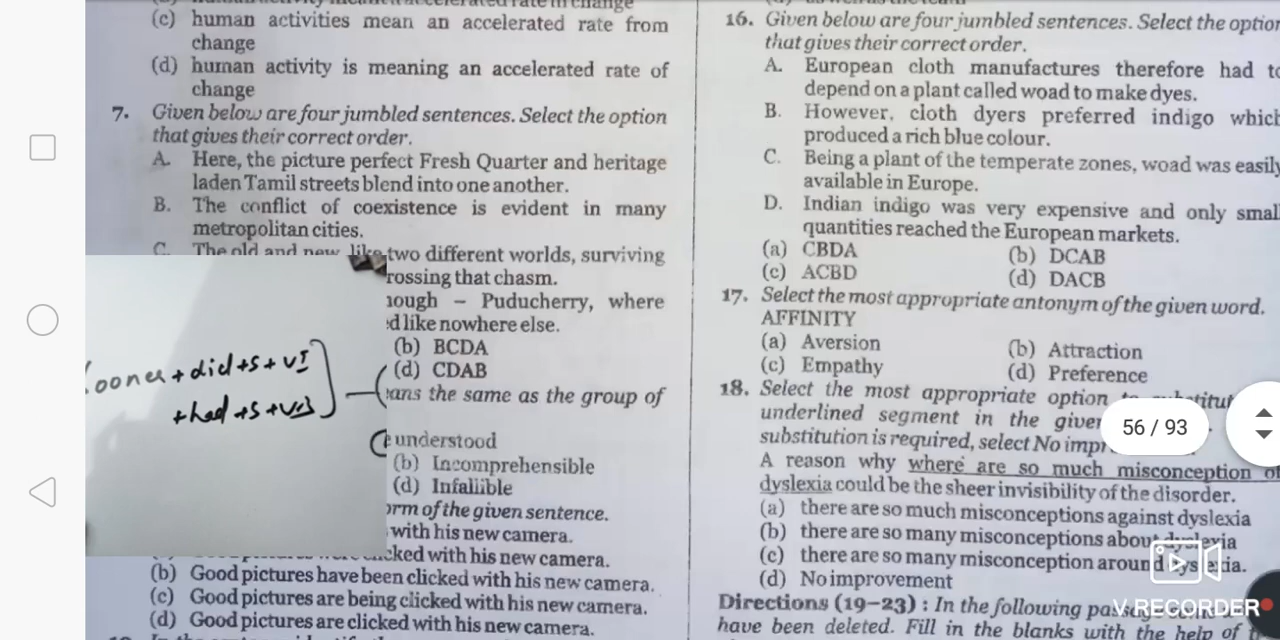 (c) human activities mean an accelerated rate from
change
(d) human activity is meaning an accelerated rate of
change
7. Given below are four jumbled sentences. Select the option
that gives their correct order.
A. Here, the picture perfect Fresh Quarter and heritage
laden Tamil streets blend into one another.
B. The conflict of coexistence is evident in many
metropolitan cities.
C. The old and new, like two different worlds, surviving
rossing that chasm.
ough – Puducherry, where
d like nowhere else.
(b) BCDA
(d) CDAB
ans the same as the group of
understood
(b) Incomprehensible
(d) Infallible
rm of the given sentence.
with his new camera.
cked with his new camera.
(b) Good pictures have been clicked with his new camera.
(c) Good pictures are being clicked with his new camera.
(d) Good pictures are clicked with his new camera.
ooner + did + s + v1
+ had + s + v3
16. Given below are four jumbled sentences. Select the option
that gives their correct order.
A. European cloth manufactures therefore had to
depend on a plant called woad to make dyes.
B. However, cloth dyers preferred indigo which
produced a rich blue colour.
C. Being a plant of the temperate zones, woad was easily
available in Europe.
D. Indian indigo was very expensive and only small
quantities reached the European markets.
(a) CBDA (b) DCAB
(c) ACBD (d) DACB
17. Select the most appropriate antonym of the given word.
AFFINITY
(a) Aversion (b) Attraction
(c) Empathy (d) Preference
18. Select the most appropriate option
underlined segment in the given
substitution is required, select No impr
A reason why where are so much misconception of
dyslexia could be the sheer invisibility of the disorder.
(a) there are so much misconceptions against dyslexia
(b) there are so many misconceptions about dyslexia
(c) there are so many misconception around dyslexia.
(d) No improvement
Directions (19–23) : In the following passage
have been deleted. Fill in the blanks with the help of
56 / 93
V RECORDER